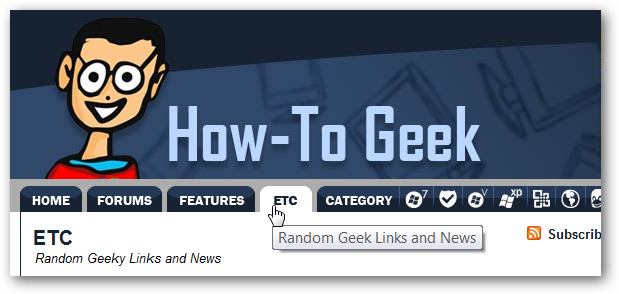 How-To Geek
HOME FORUMS FEATURES ETC CATEGORY 7 V xp
ETC
Random Geek Links and News
Subscrib
Random Geeky Links and News